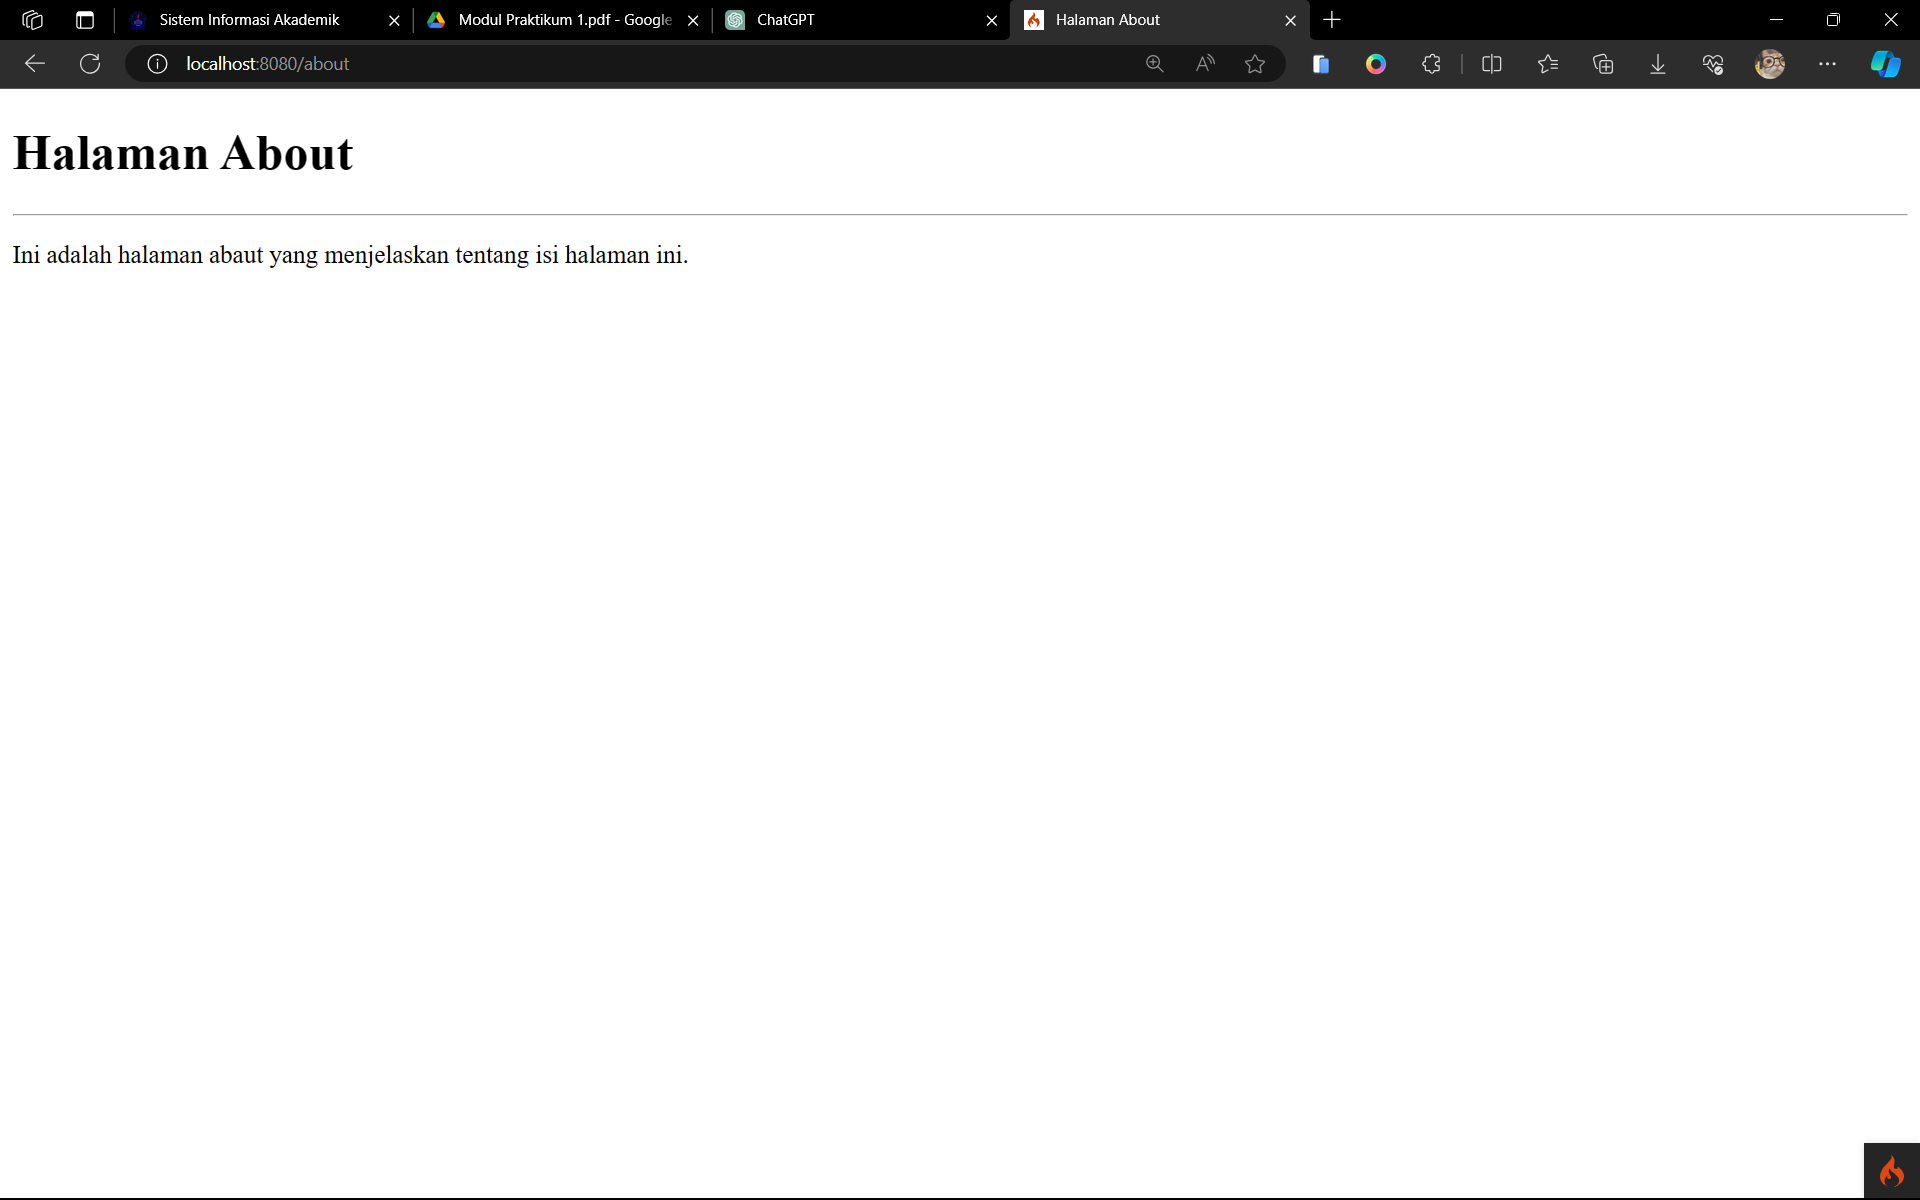 Sistem Informasi Akademik
Modul Praktikum 1.pdf - Google
ChatGPT
Halaman About
localhost:8080/about
Halaman About
Ini adalah halaman abaut yang menjelaskan tentang isi halaman ini.